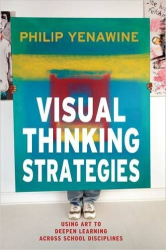 PHILIP YENAWINE
VISUAL
THINKING
STRATEGIES
USING ART TO
DEEPEN LEARNING
ACROSS SCHOOL DISCIPLINES